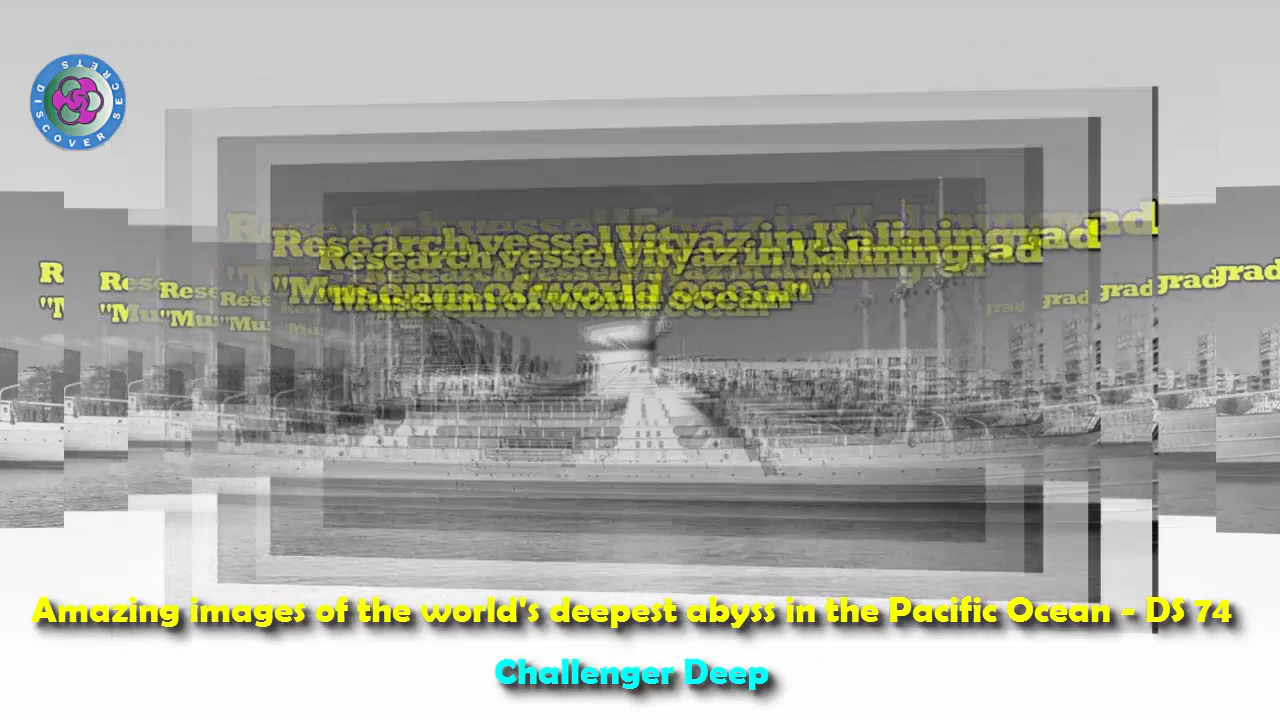 DISCOVER SECRETS
Research vessel Vityaz in Kaliningrad
"Museum of world ocean"
Amazing images of the world's deepest abyss in the Pacific Ocean - DS 74
Challenger Deep